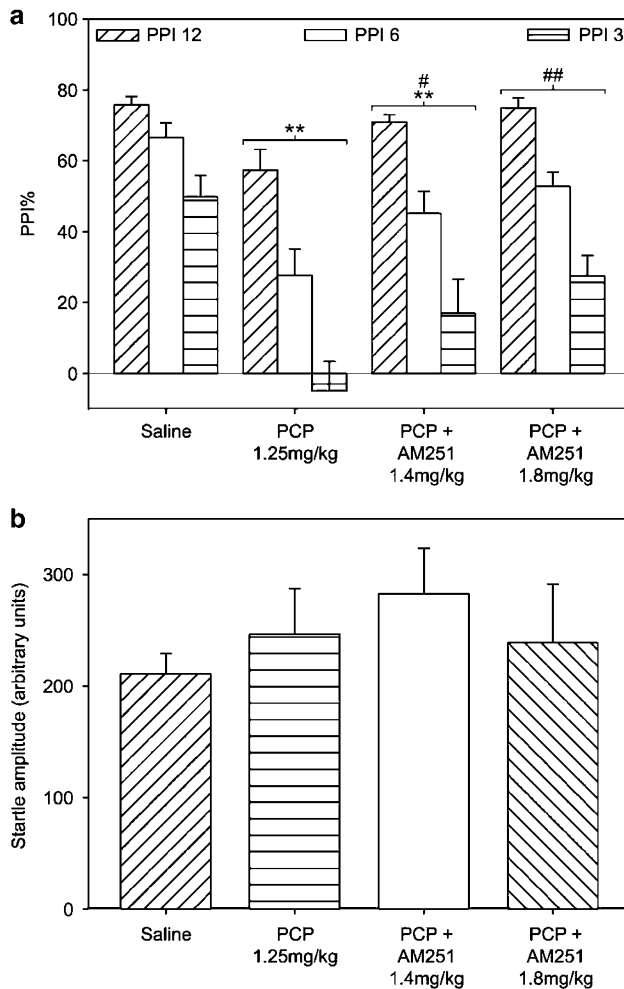 a
100
PPI 12 PPI 6 PPI 3
80
60
40
20
0
PPI%
#
** ** ##
Saline PCP 1.25mg/kg PCP + AM251 1.4mg/kg PCP + AM251 1.8mg/kg
b
300
200
100
0
Startle amplitude (arbitrary units)
Saline PCP 1.25mg/kg PCP + AM251 1.4mg/kg PCP + AM251 1.8mg/kg